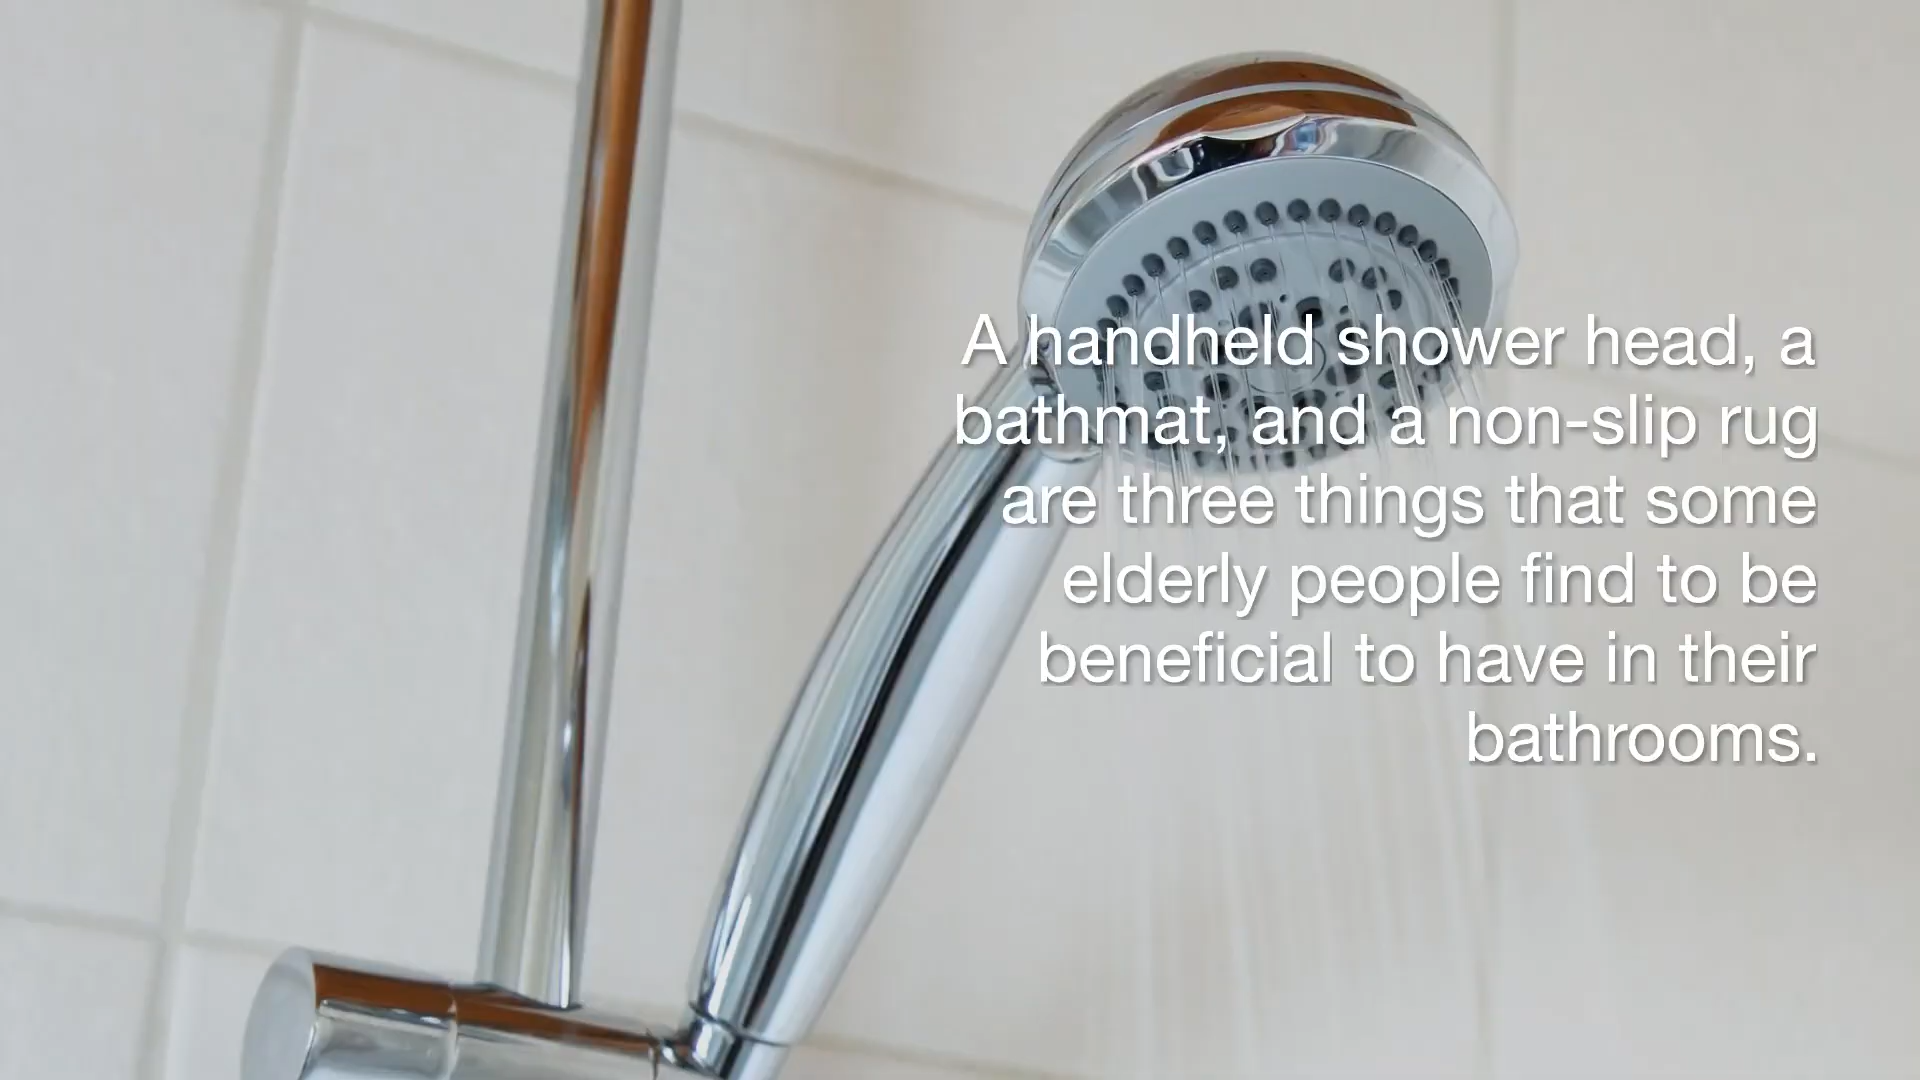 A handheld shower head, a
bathmat, and a non-slip rug
are three things that some
elderly people find to be
beneficial to have in their
bathrooms.